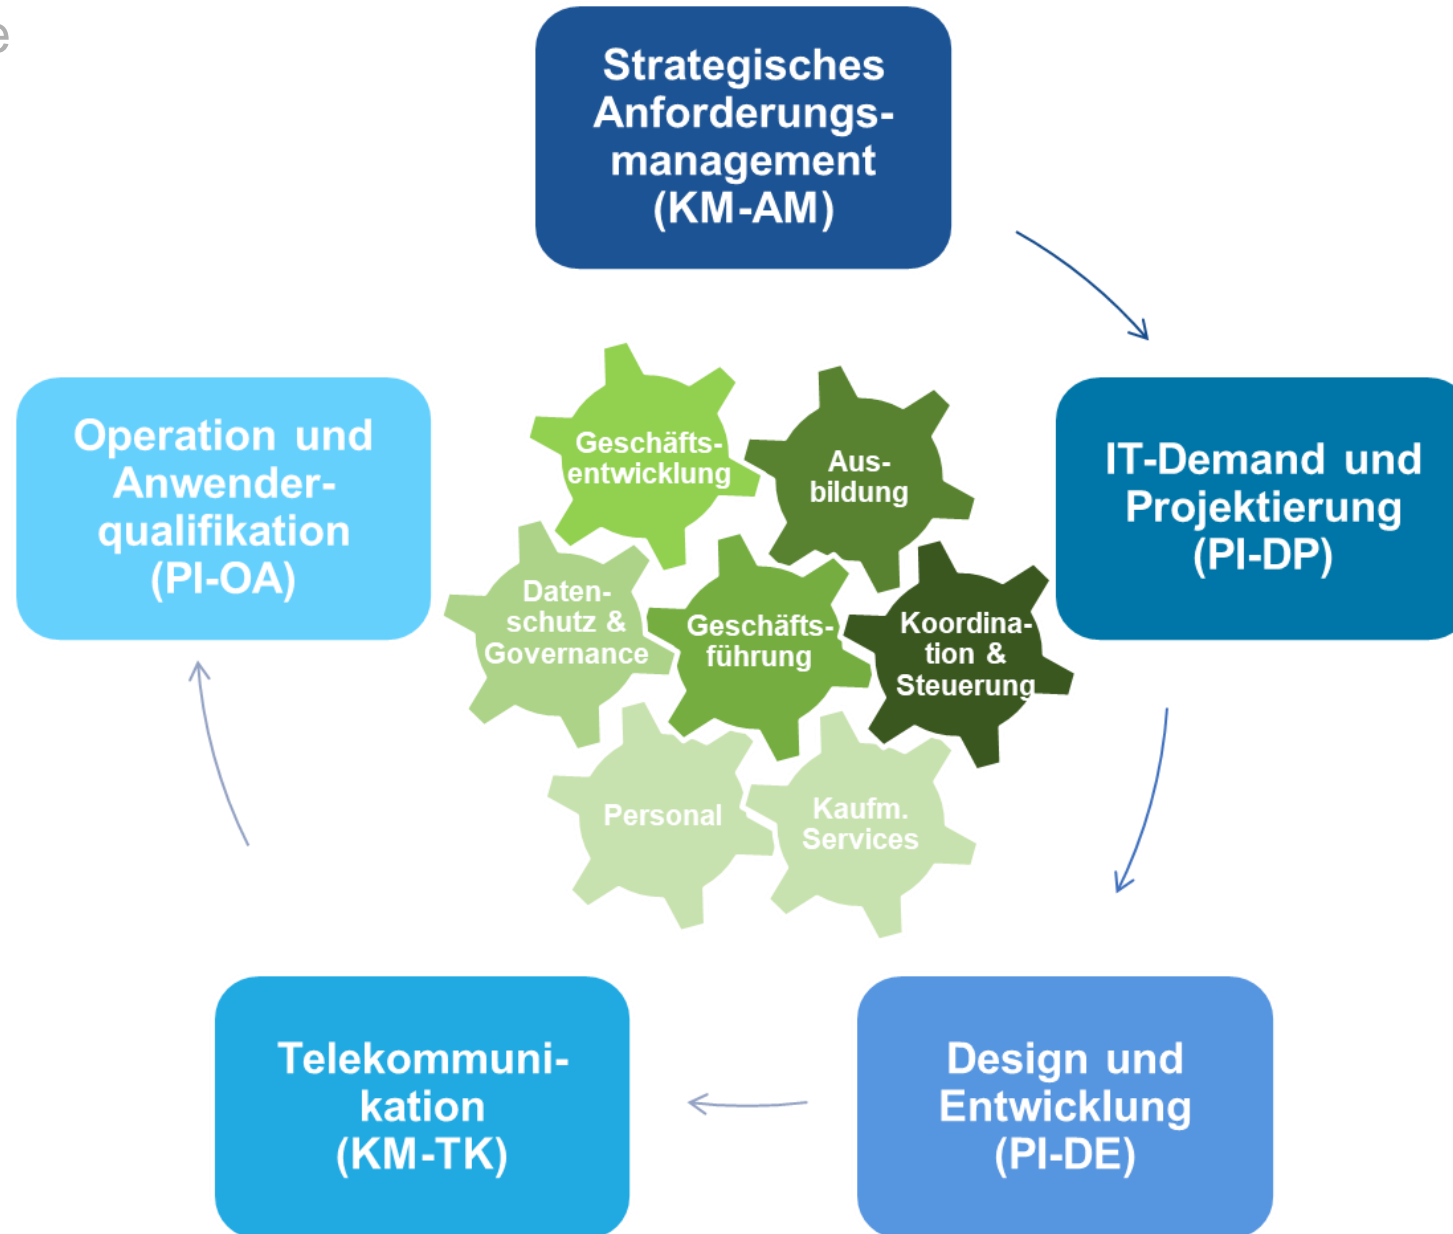 e
Strategisches
Anforderungs-
management
(KM-AM)
Operation und
Anwender-
qualifikation
(PI-OA)
Geschäfts-
entwicklung
Aus-
bildung
IT-Demand und
Projektierung
(PI-DP)
Daten-
schutz &
Governance
Geschäfts-
führung
Koordina-
tion &
Steuerung
Personal
Kaufm.
Services
Telekommuni-
kation
(KM-TK)
Design und
Entwicklung
(PI-DE)